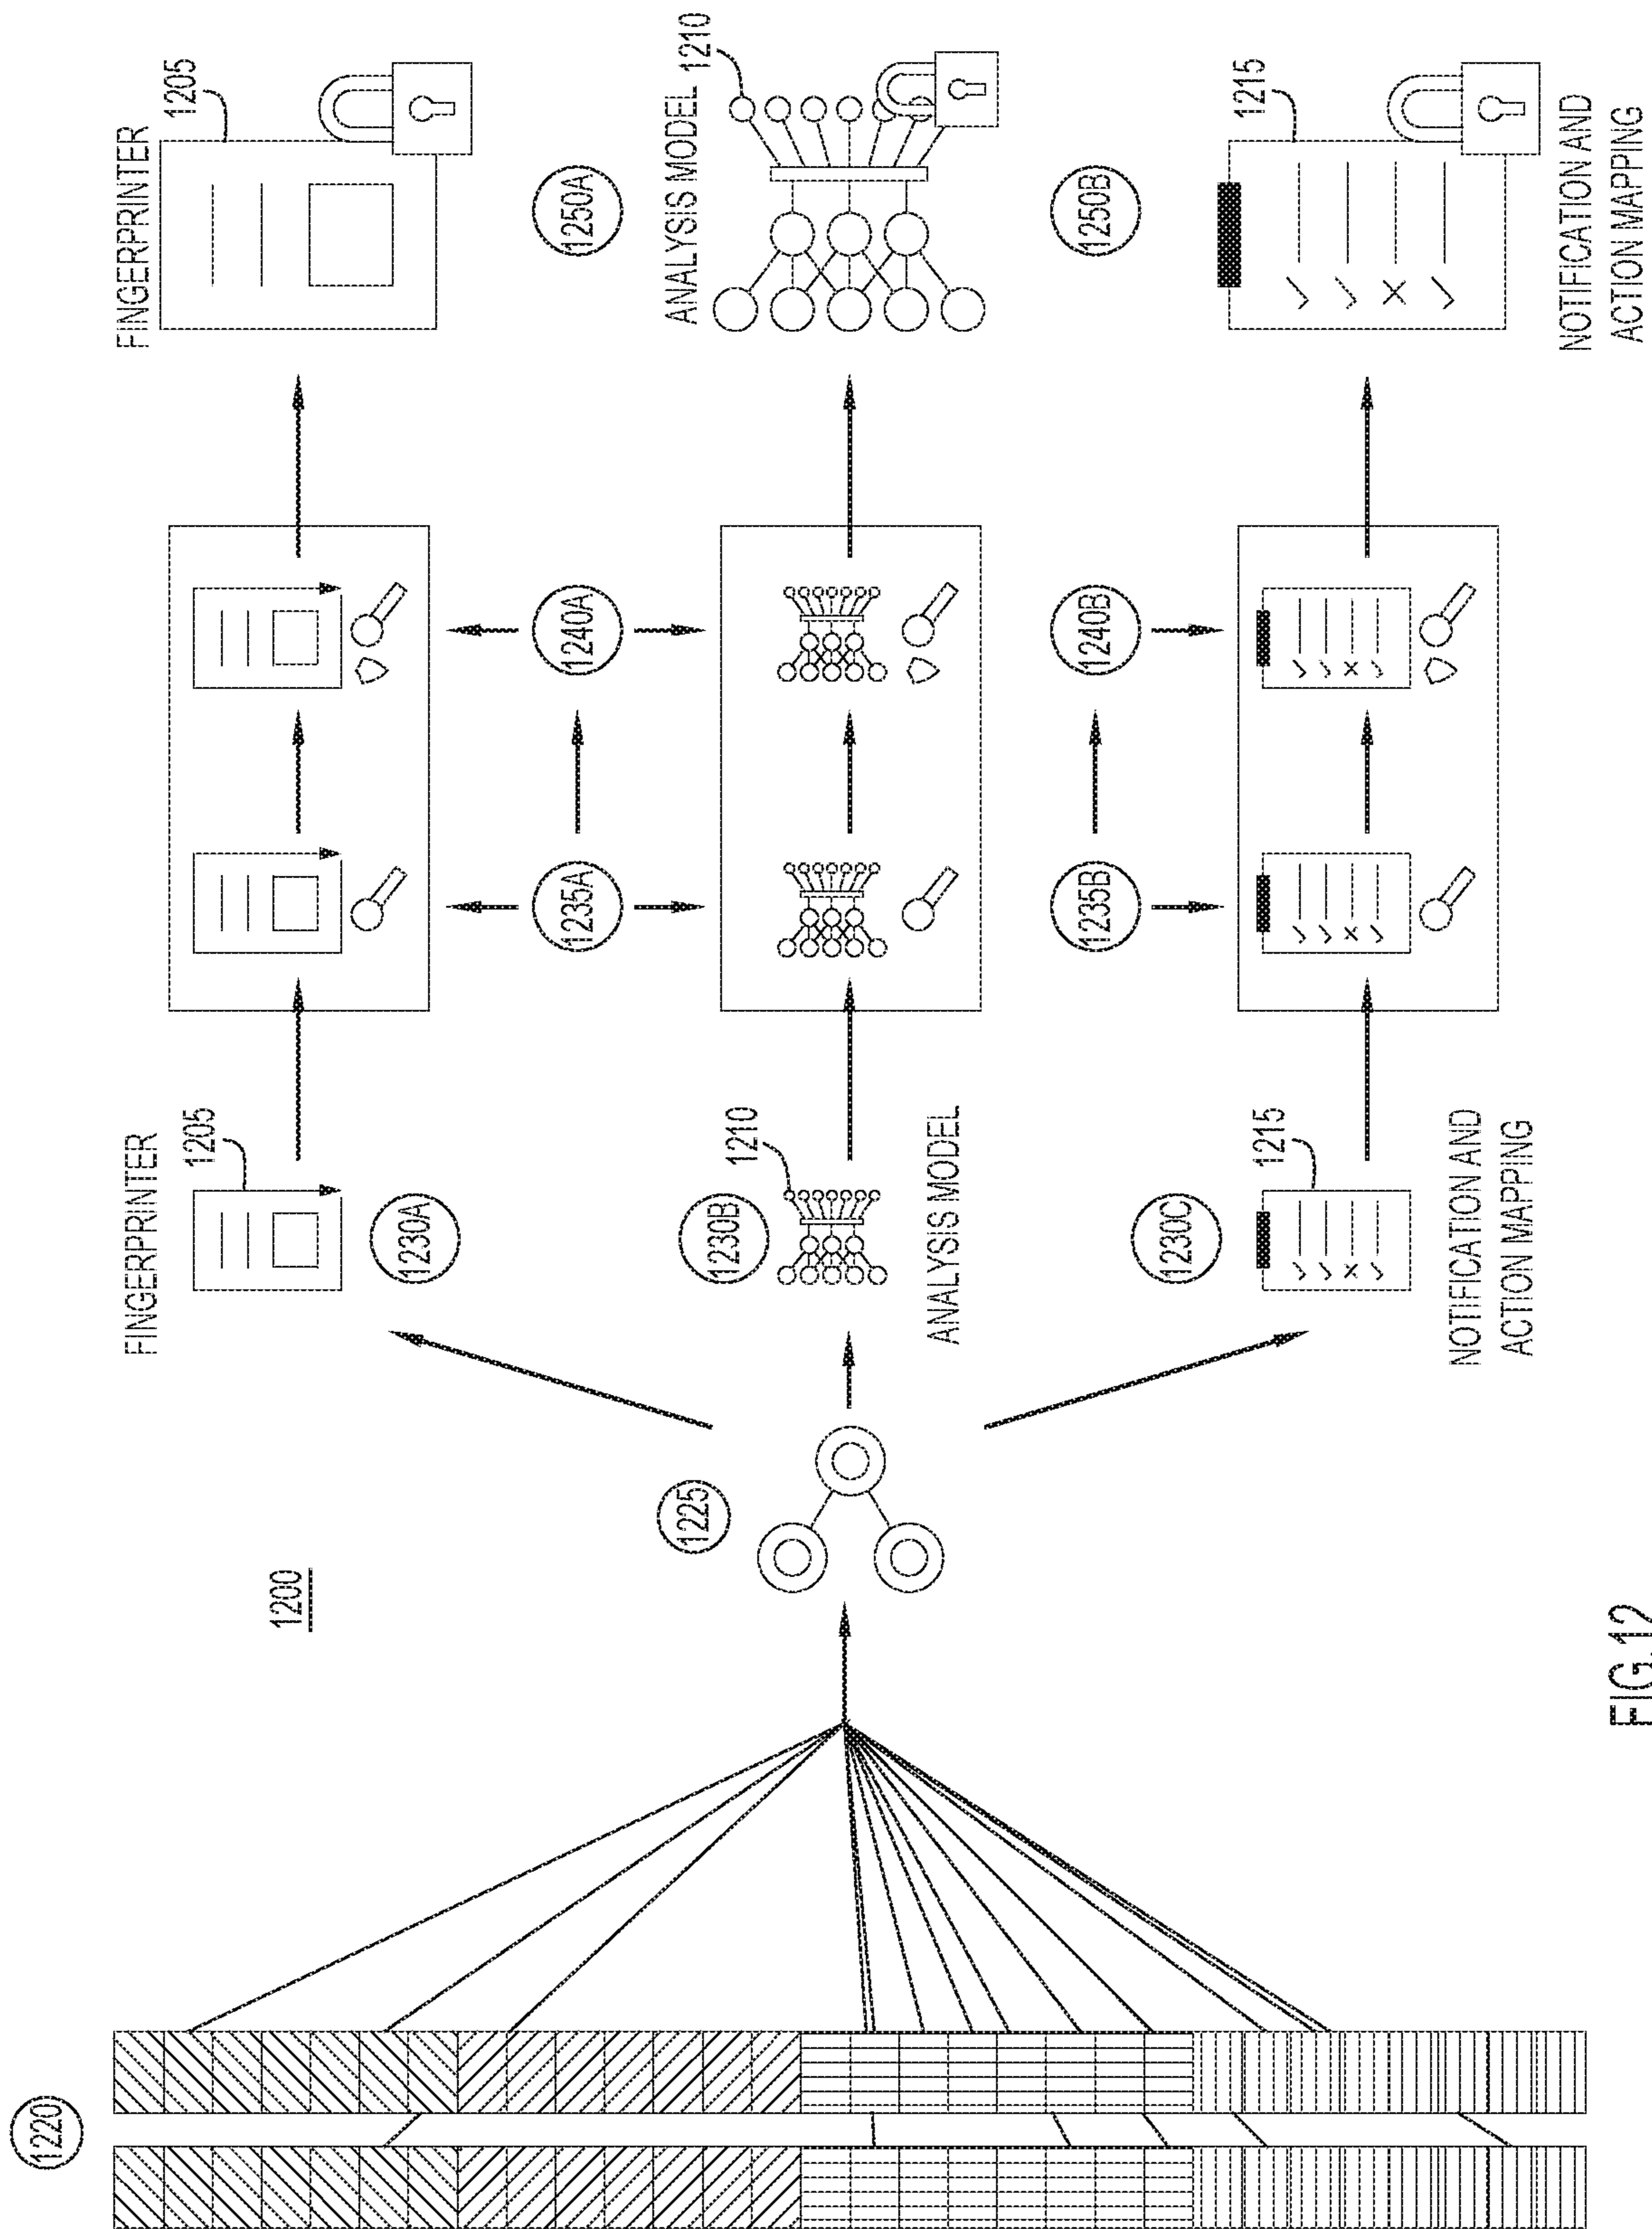 1220
1200
1225
FINGERPRINTER
1205
1230A
1230B
1210
ANALYSIS MODEL
1230C
1215
NOTIFICATION AND
ACTION MAPPING
1235A
1240A
1235B
1240B
FINGERPRINTER
1205
1250A
ANALYSIS MODEL
1210
1250B
1215
NOTIFICATION AND
ACTION MAPPING
FIG.12